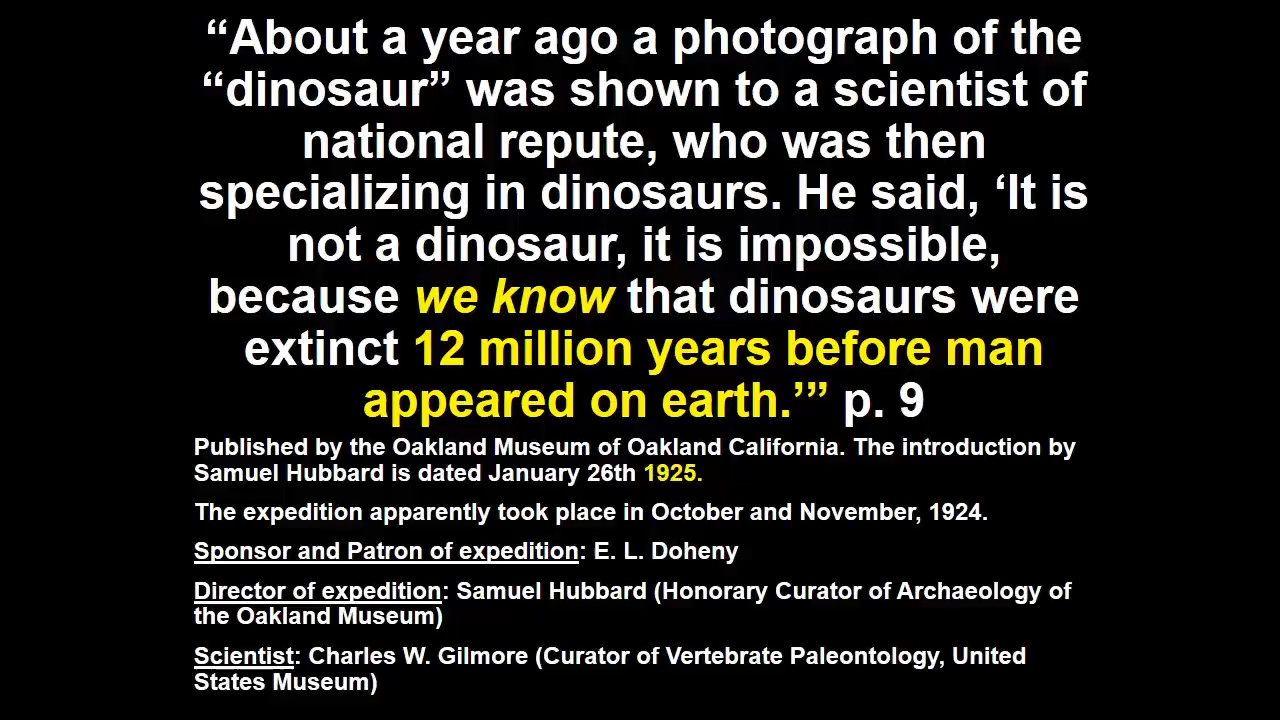 “About a year ago a photograph of the
“dinosaur” was shown to a scientist of
national repute, who was then
specializing in dinosaurs. He said, ‘It is
not a dinosaur, it is impossible,
because we know that dinosaurs were
extinct 12 million years before man
appeared on earth.’” p. 9
Published by the Oakland Museum of Oakland California. The introduction by
Samuel Hubbard is dated January 26th 1925.
The expedition apparently took place in October and November, 1924.
Sponsor and Patron of expedition: E. L. Doheny
Director of expedition: Samuel Hubbard (Honorary Curator of Archaeology of
the Oakland Museum)
Scientist: Charles W. Gilmore (Curator of Vertebrate Paleontology, United
States Museum)